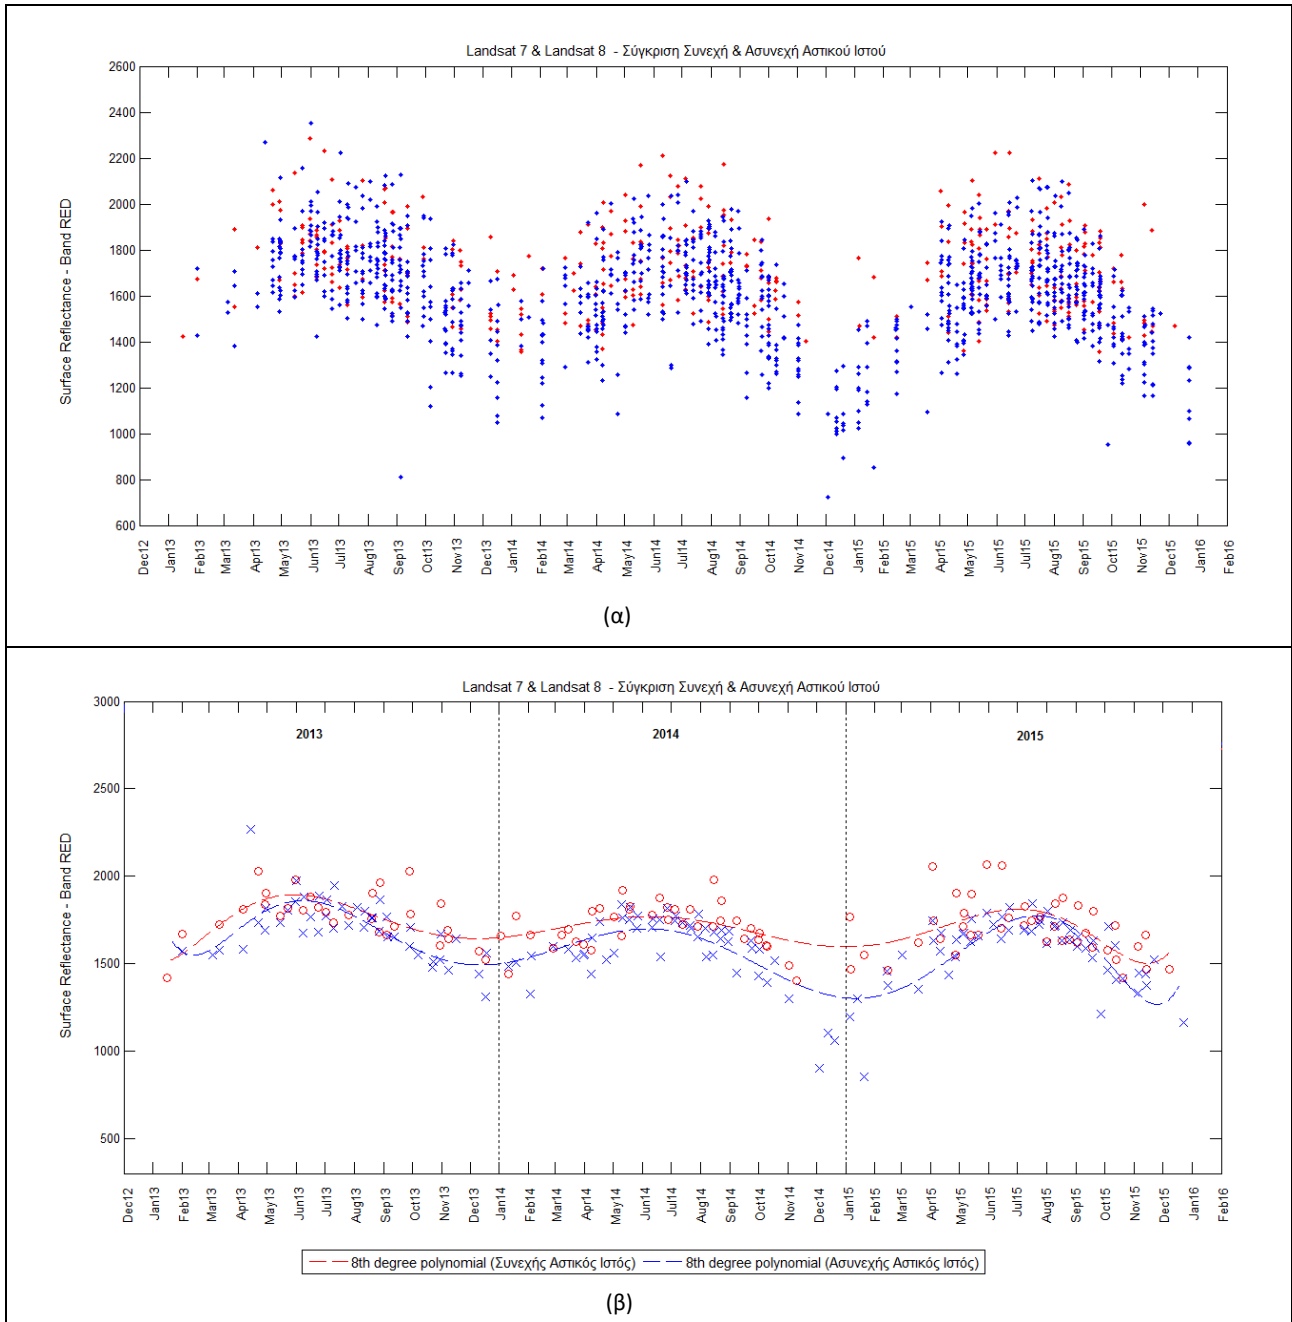 Landsat 7 & Landsat 8 - Σύγκριση Συνεχή & Ασυνεχή Αστικού Ιστού
Surface Reflectance - Band RED
2600
2400
2200
2000
1800
1600
1400
1200
1000
800
600
Dec12 Jan13 Feb13 Mar13 Apr13 May13 Jun13 Jul13 Aug13 Sep13 Oct13 Nov13 Dec13 Jan14 Feb14 Mar14 Apr14 May14 Jun14 Jul14 Aug14 Sep14 Oct14 Nov14 Dec14 Jan15 Feb15 Mar15 Apr15 May15 Jun15 Jul15 Aug15 Sep15 Oct15 Nov15 Dec15 Jan16 Feb16
(α)
Landsat 7 & Landsat 8 - Σύγκριση Συνεχή & Ασυνεχή Αστικού Ιστού
Surface Reflectance - Band RED
3000
2013 2014 2015
2500
2000
1500
1000
500
Dec12 Jan13 Feb13 Mar13 Apr13 May13 Jun13 Jul13 Aug13 Sep13 Oct13 Nov13 Dec13 Jan14 Feb14 Mar14 Apr14 May14 Jun14 Jul14 Aug14 Sep14 Oct14 Nov14 Dec14 Jan15 Feb15 Mar15 Apr15 May15 Jun15 Jul15 Aug15 Sep15 Oct15 Nov15 Dec15 Jan16 Feb16
8th degree polynomial (Συνεχής Αστικός Ιστός) 8th degree polynomial (Ασυνεχής Αστικός Ιστός)
(β)